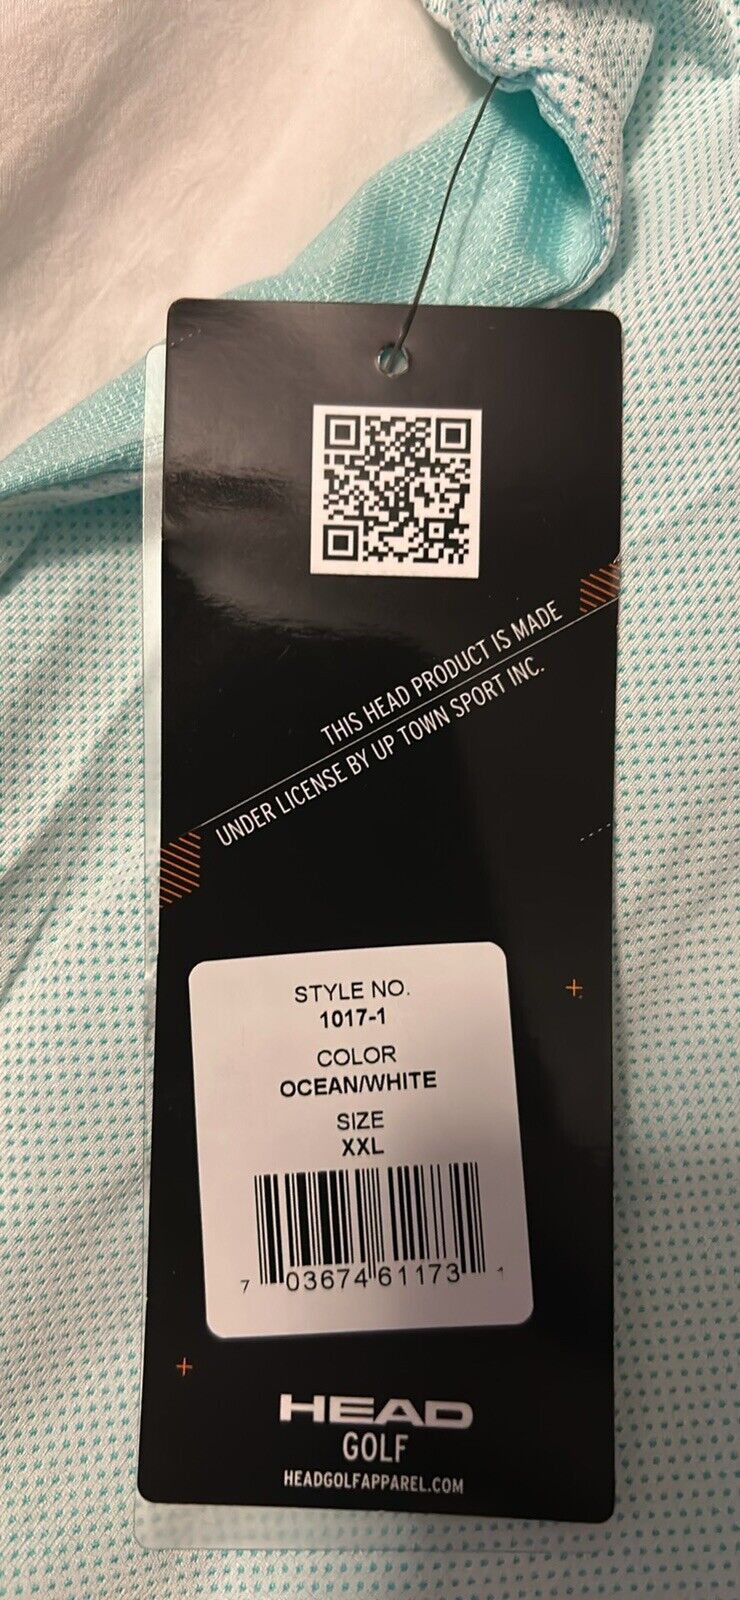 THIS HEAD PRODUCT IS MADE
UNDER LICENSE BY UP TOWN SPORT INC.
STYLE NO.
1017-1
COLOR
OCEAN/WHITE
SIZE
XXL
7 03674 61173 1
HEAD
GOLF
HEADGOLFAPPAREL.COM